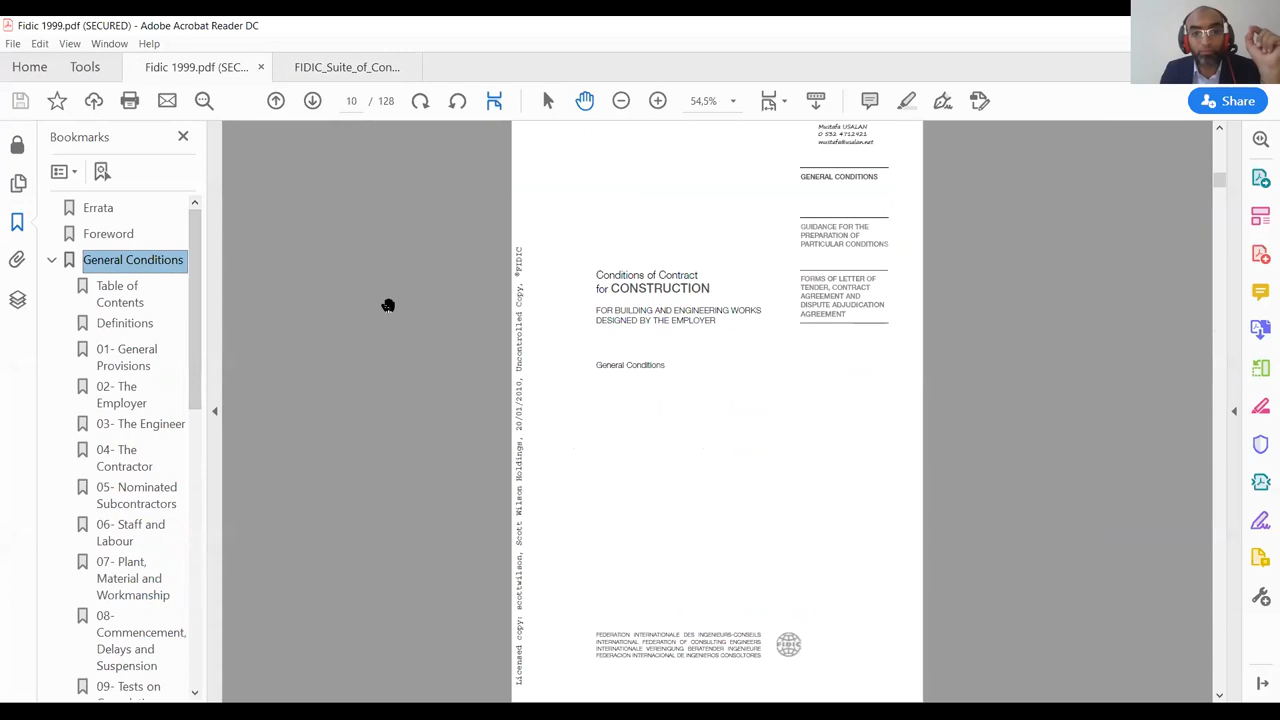 Fidic 1999.pdf (SECURED) - Adobe Acrobat Reader DC
File Edit View Window Help
Home Tools Fidic 1999.pdf (SEC... × FIDIC_Suite_of_Con...
10 / 128 54,5% Share
Bookmarks
Errata
Foreword
General Conditions
Table of
Contents
Definitions
01- General
Provisions
02- The
Employer
03- The Engineer
04- The
Contractor
05- Nominated
Subcontractors
06- Staff and
Labour
07- Plant,
Material and
Workmanship
08-
Commencement,
Delays and
Suspension
09- Tests on
Mustafa USALAN
0 532 4712921
mustafa@usalan.net
GENERAL CONDITIONS
GUIDANCE FOR THE
PREPARATION OF
PARTICULAR CONDITIONS
FORMS OF LETTER OF
TENDER, CONTRACT
AGREEMENT AND
DISPUTE ADJUDICATION
AGREEMENT
Conditions of Contract
for CONSTRUCTION
FOR BUILDING AND ENGINEERING WORKS
DESIGNED BY THE EMPLOYER
General Conditions
Licensed copy: scottwilson, Scott Wilson Holdings, 20/01/2010, Uncontrolled Copy, ®FIDIC
FEDERATION INTERNATIONALE DES INGENIEURS-CONSEILS
INTERNATIONAL FEDERATION OF CONSULTING ENGINEERS
INTERNATIONALE VEREINIGUNG BERATENDER INGENIEURE
FEDERACION INTERNACIONAL DE INGENIEROS CONSULTORES
FIDIC